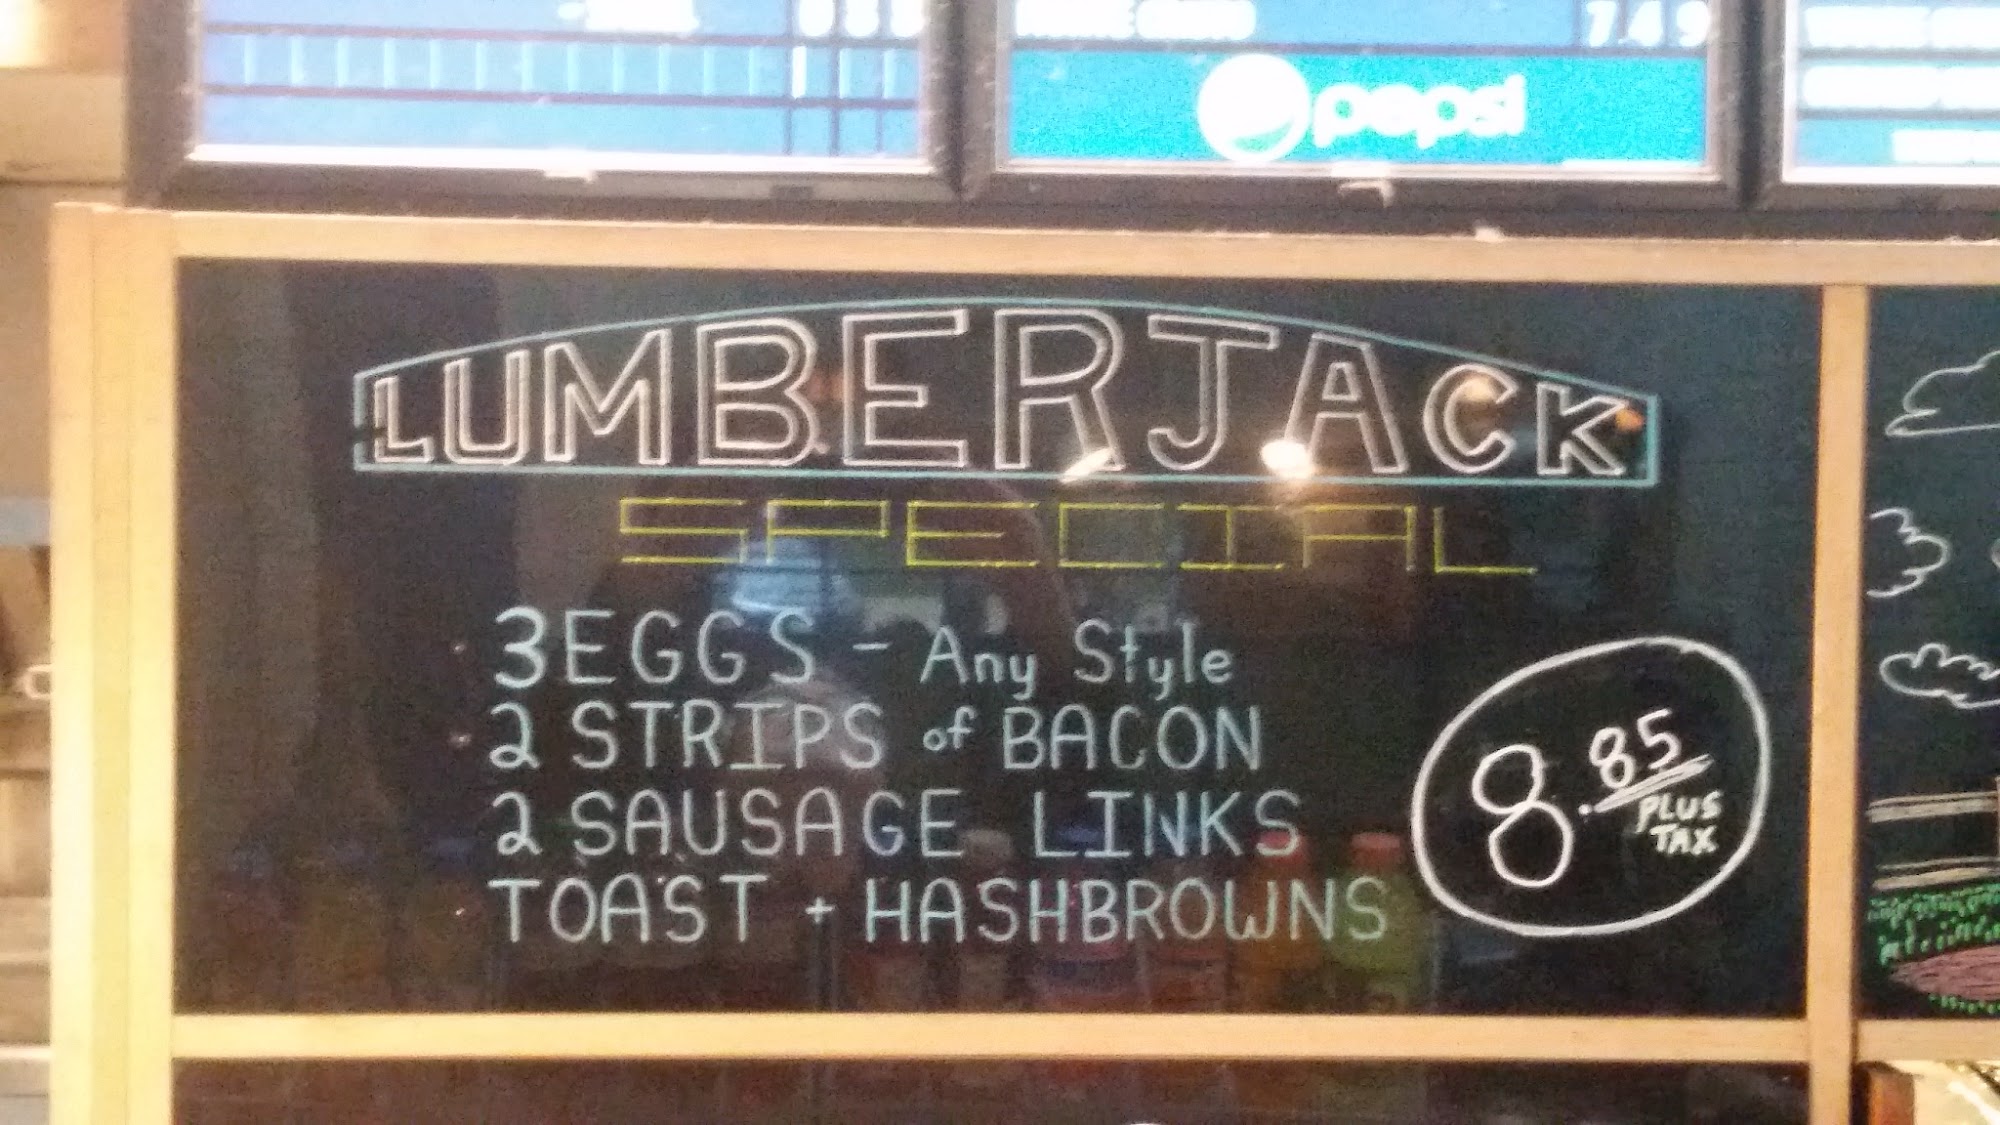 7.49
pepsi
LUMBERJACK
SPECIAL
3 EGGS - Any Style
2 STRIPS of BACON
2 SAUSAGE LINKS
TOAST + HASHBROWNS
8.85
PLUS
TAX